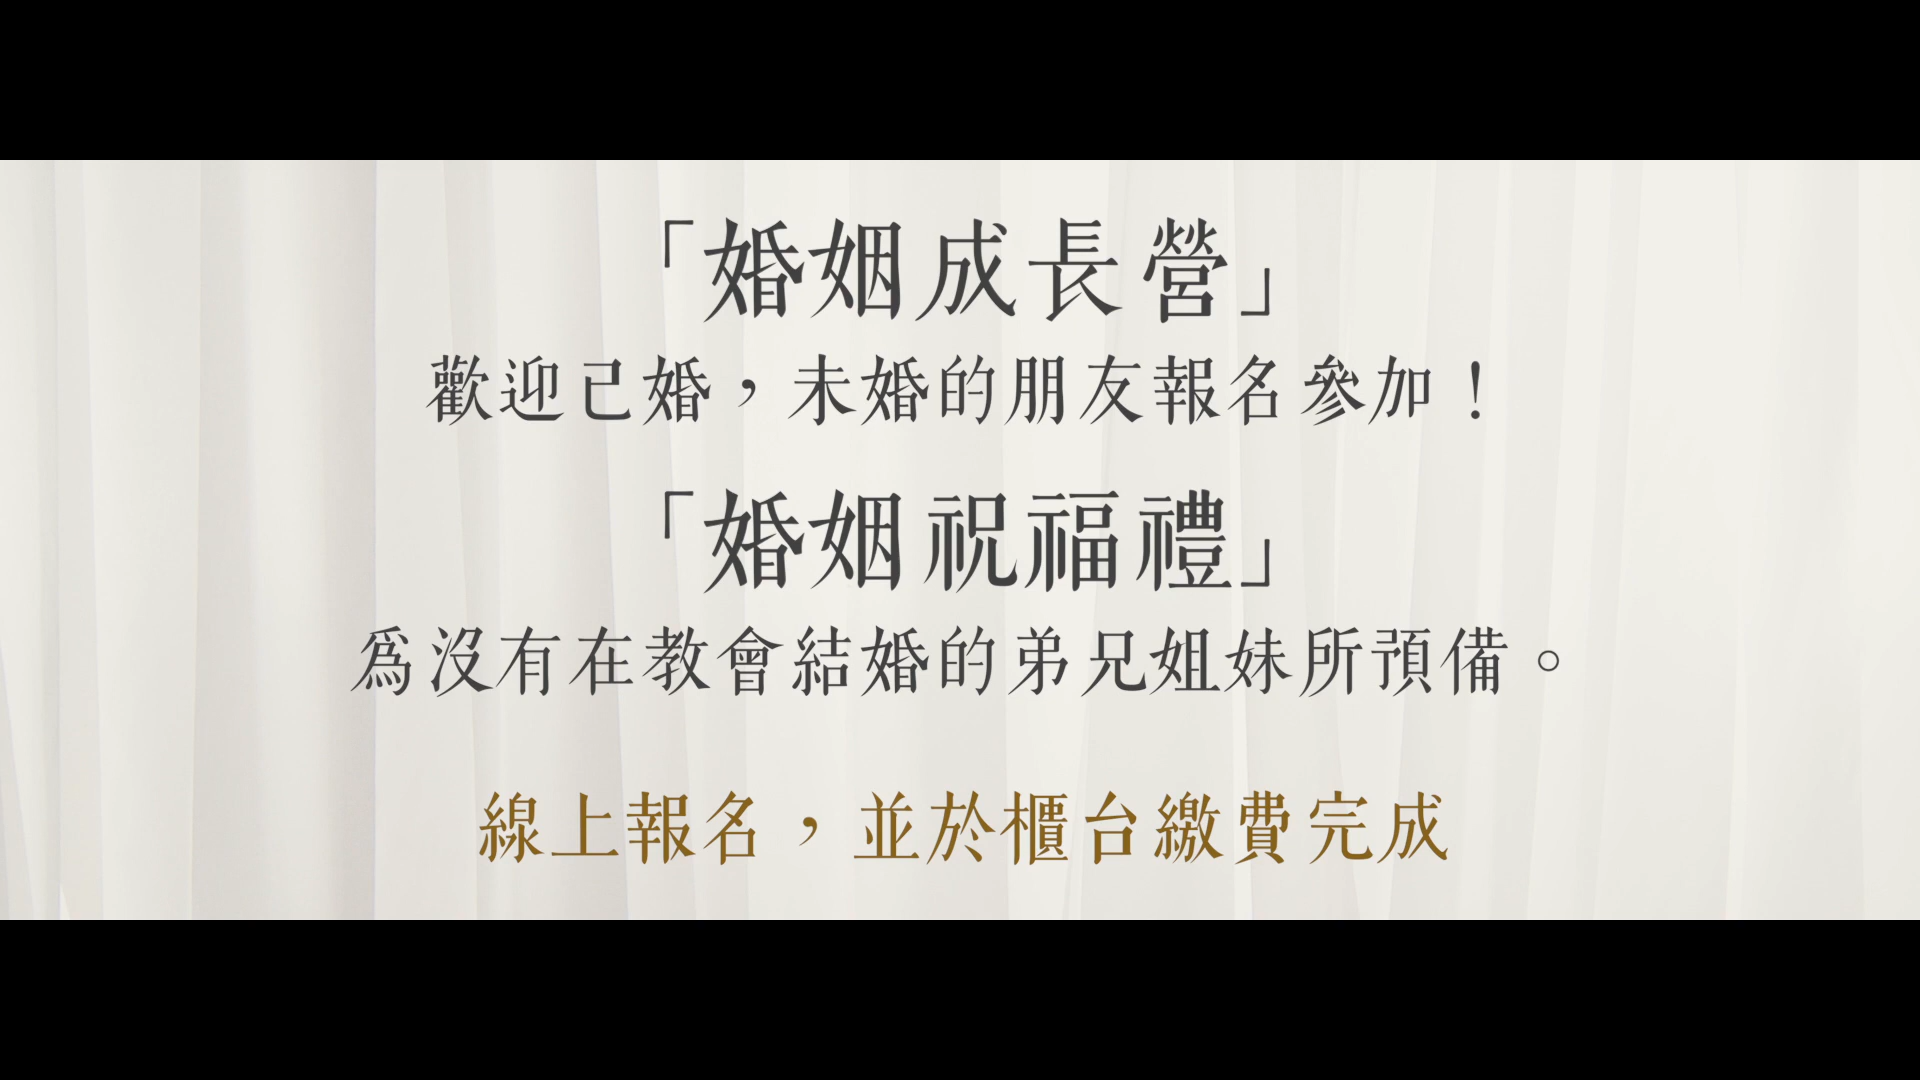 「婚姻成長營」
歡迎已婚，未婚的朋友報名參加！
「婚姻祝福禮」
爲沒有在教會結婚的弟兄姐妹所預備。
線上報名，並於櫃台繳費完成